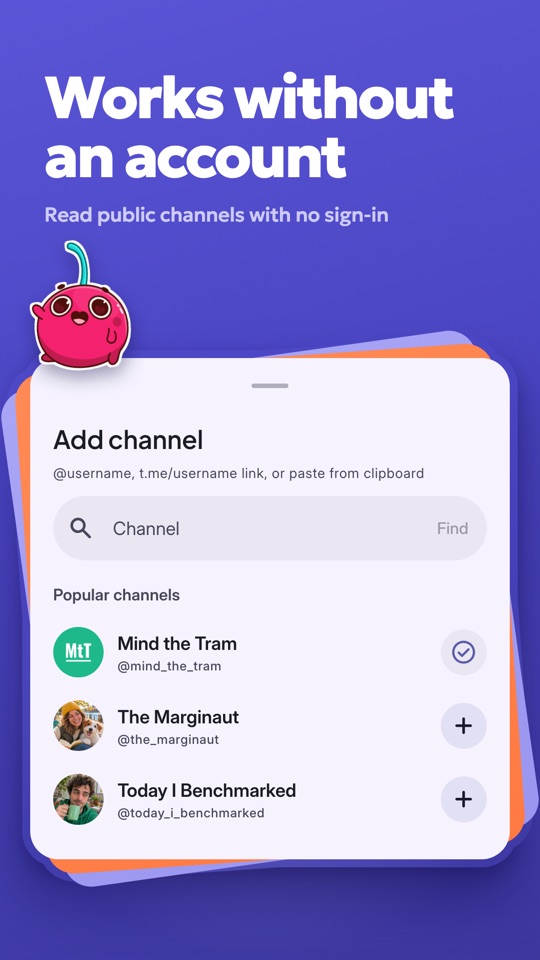 Works without
an account
Read public channels with no sign-in
Add channel
@username, t.me/username link, or paste from clipboard
Channel
Find
Popular channels
MtT
Mind the Tram
@mind_the_tram
The Marginaut
@the_marginaut
Today I Benchmarked
@today_i_benchmarked